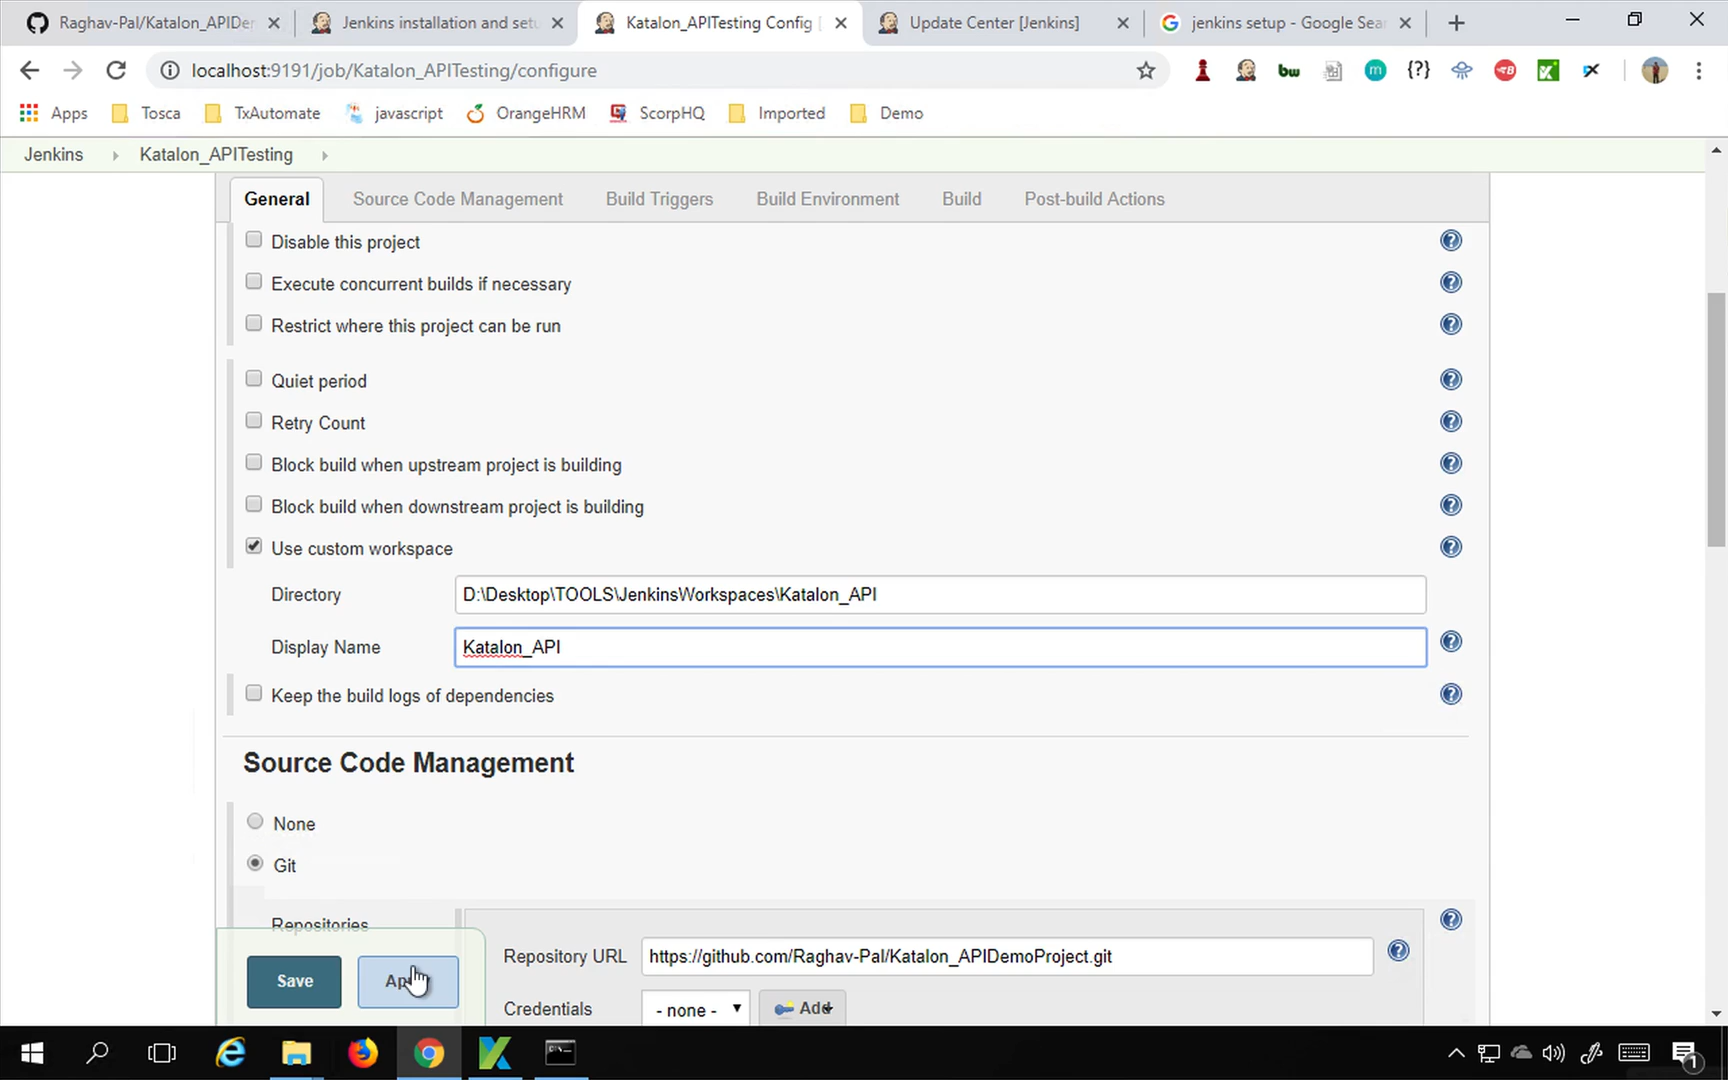 Raghav-Pal/Katalon_APIDe
Jenkins installation and setu
Katalon_APITesting Config [
Update Center [Jenkins]
jenkins setup - Google Sear
localhost:9191/job/Katalon_APITesting/configure
Apps
Tosca
TxAutomate
javascript
OrangeHRM
ScorpHQ
Imported
Demo
Jenkins
Katalon_APITesting
General
Source Code Management
Build Triggers
Build Environment
Build
Post-build Actions
Disable this project
Execute concurrent builds if necessary
Restrict where this project can be run
Quiet period
Retry Count
Block build when upstream project is building
Block build when downstream project is building
Use custom workspace
Directory
D:\Desktop\TOOLS\JenkinsWorkspaces\Katalon_API
Display Name
Katalon_API
Keep the build logs of dependencies
Source Code Management
None
Git
Repositories
Repository URL
https://github.com/Raghav-Pal/Katalon_APIDemoProject.git
Save
Credentials
- none -
Add
1